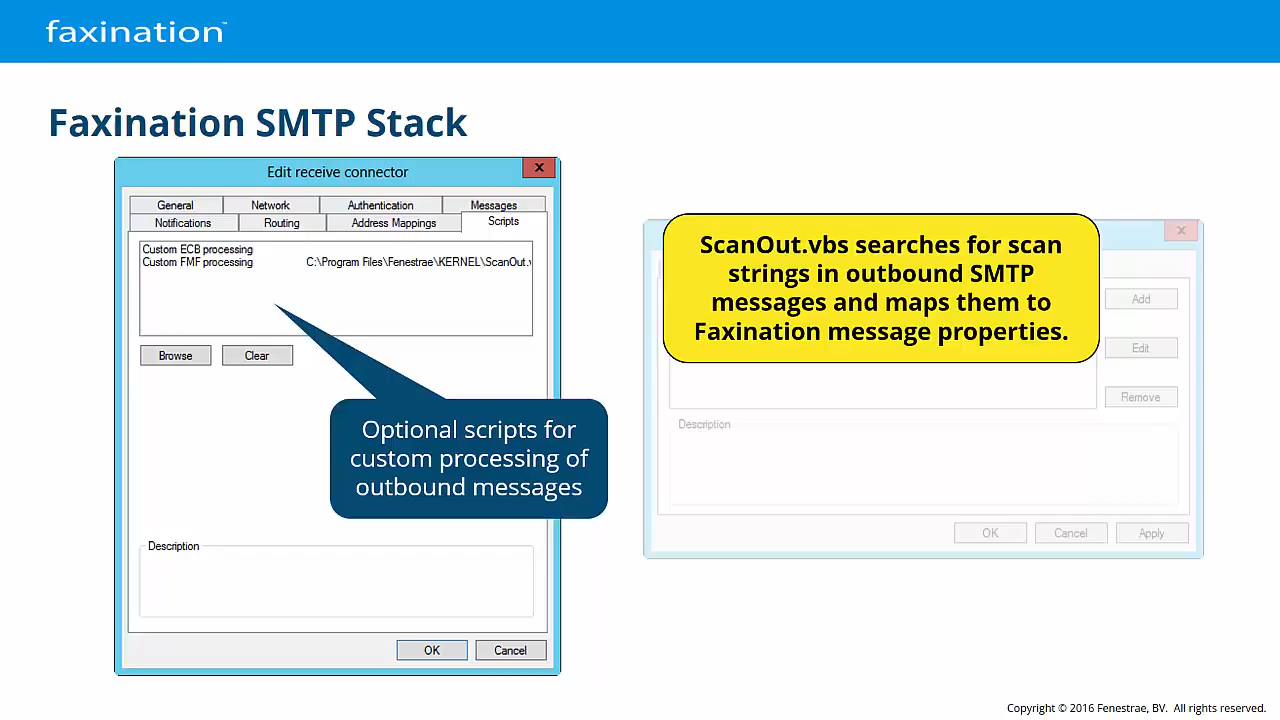 faxination™
Faxination SMTP Stack
Edit receive connector
x
General Network Authentication Messages
Notifications Routing Address Mappings Scripts
Custom ECB processing
Custom FMF processing C:\Program Files\Fenestrae\KERNEL\ScanOut.v
Browse Clear
Optional scripts for
custom processing of
outbound messages
Description
OK Cancel
x
ScanOut.vbs searches for scan
strings in outbound SMTP
messages and maps them to
Faxination message properties.
Add
Edit
Remove
Description
OK Cancel Apply
Copyright © 2016 Fenestrae, BV. All rights reserved.